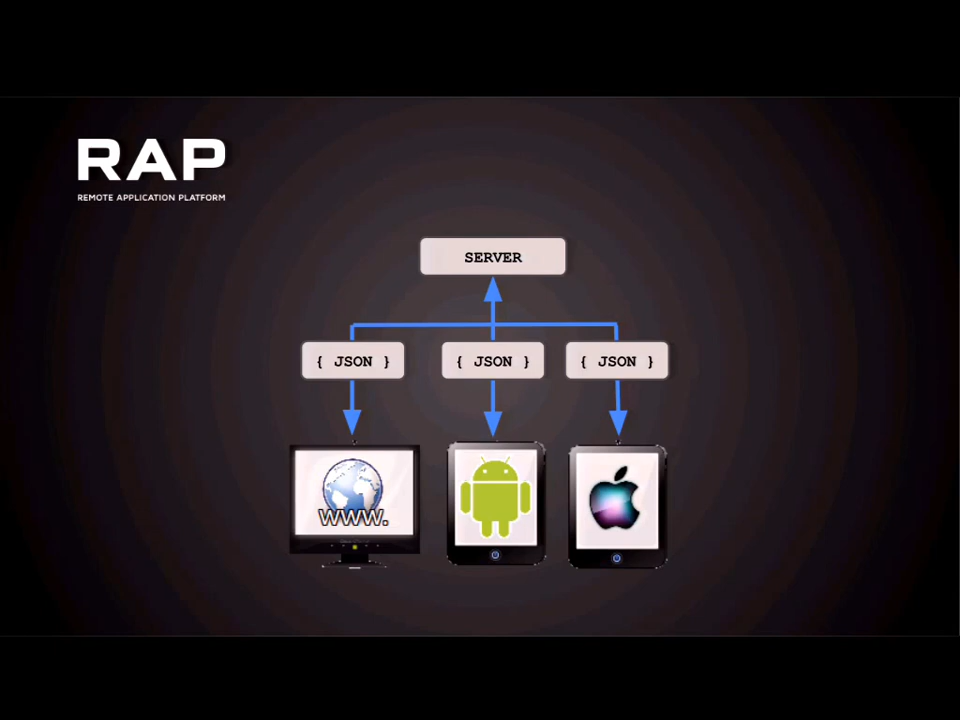 RAP
REMOTE APPLICATION PLATFORM
SERVER
{ JSON } { JSON } { JSON }
www.